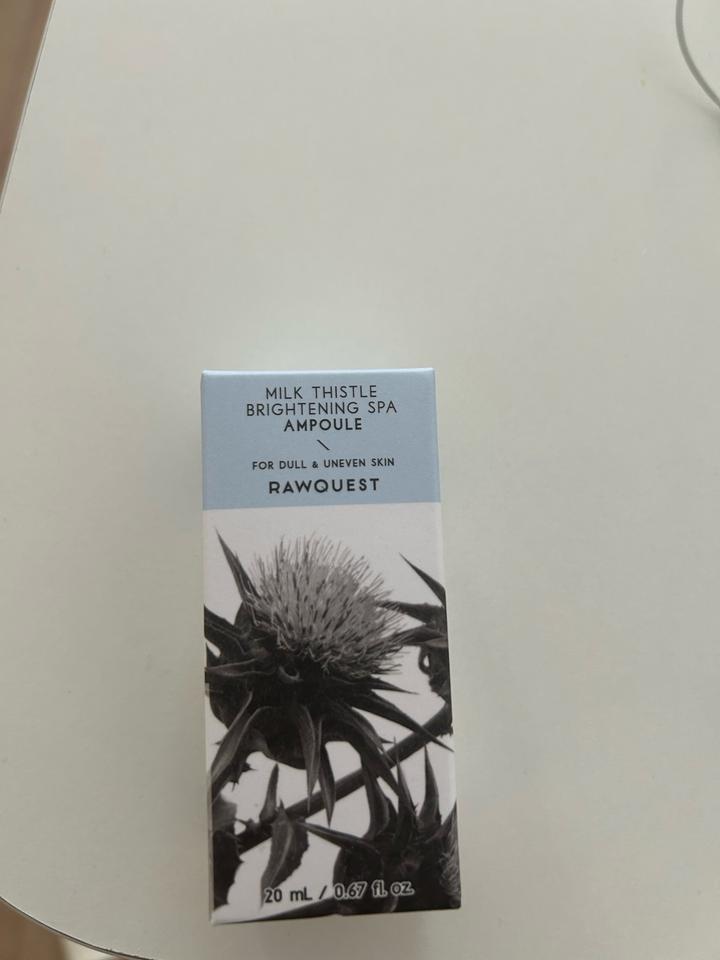 MILK THISTLE
BRIGHTENING SPA
AMPOULE
FOR DULL & UNEVEN SKIN
RAWQUEST
20 mL / 0.67 fl. oz.